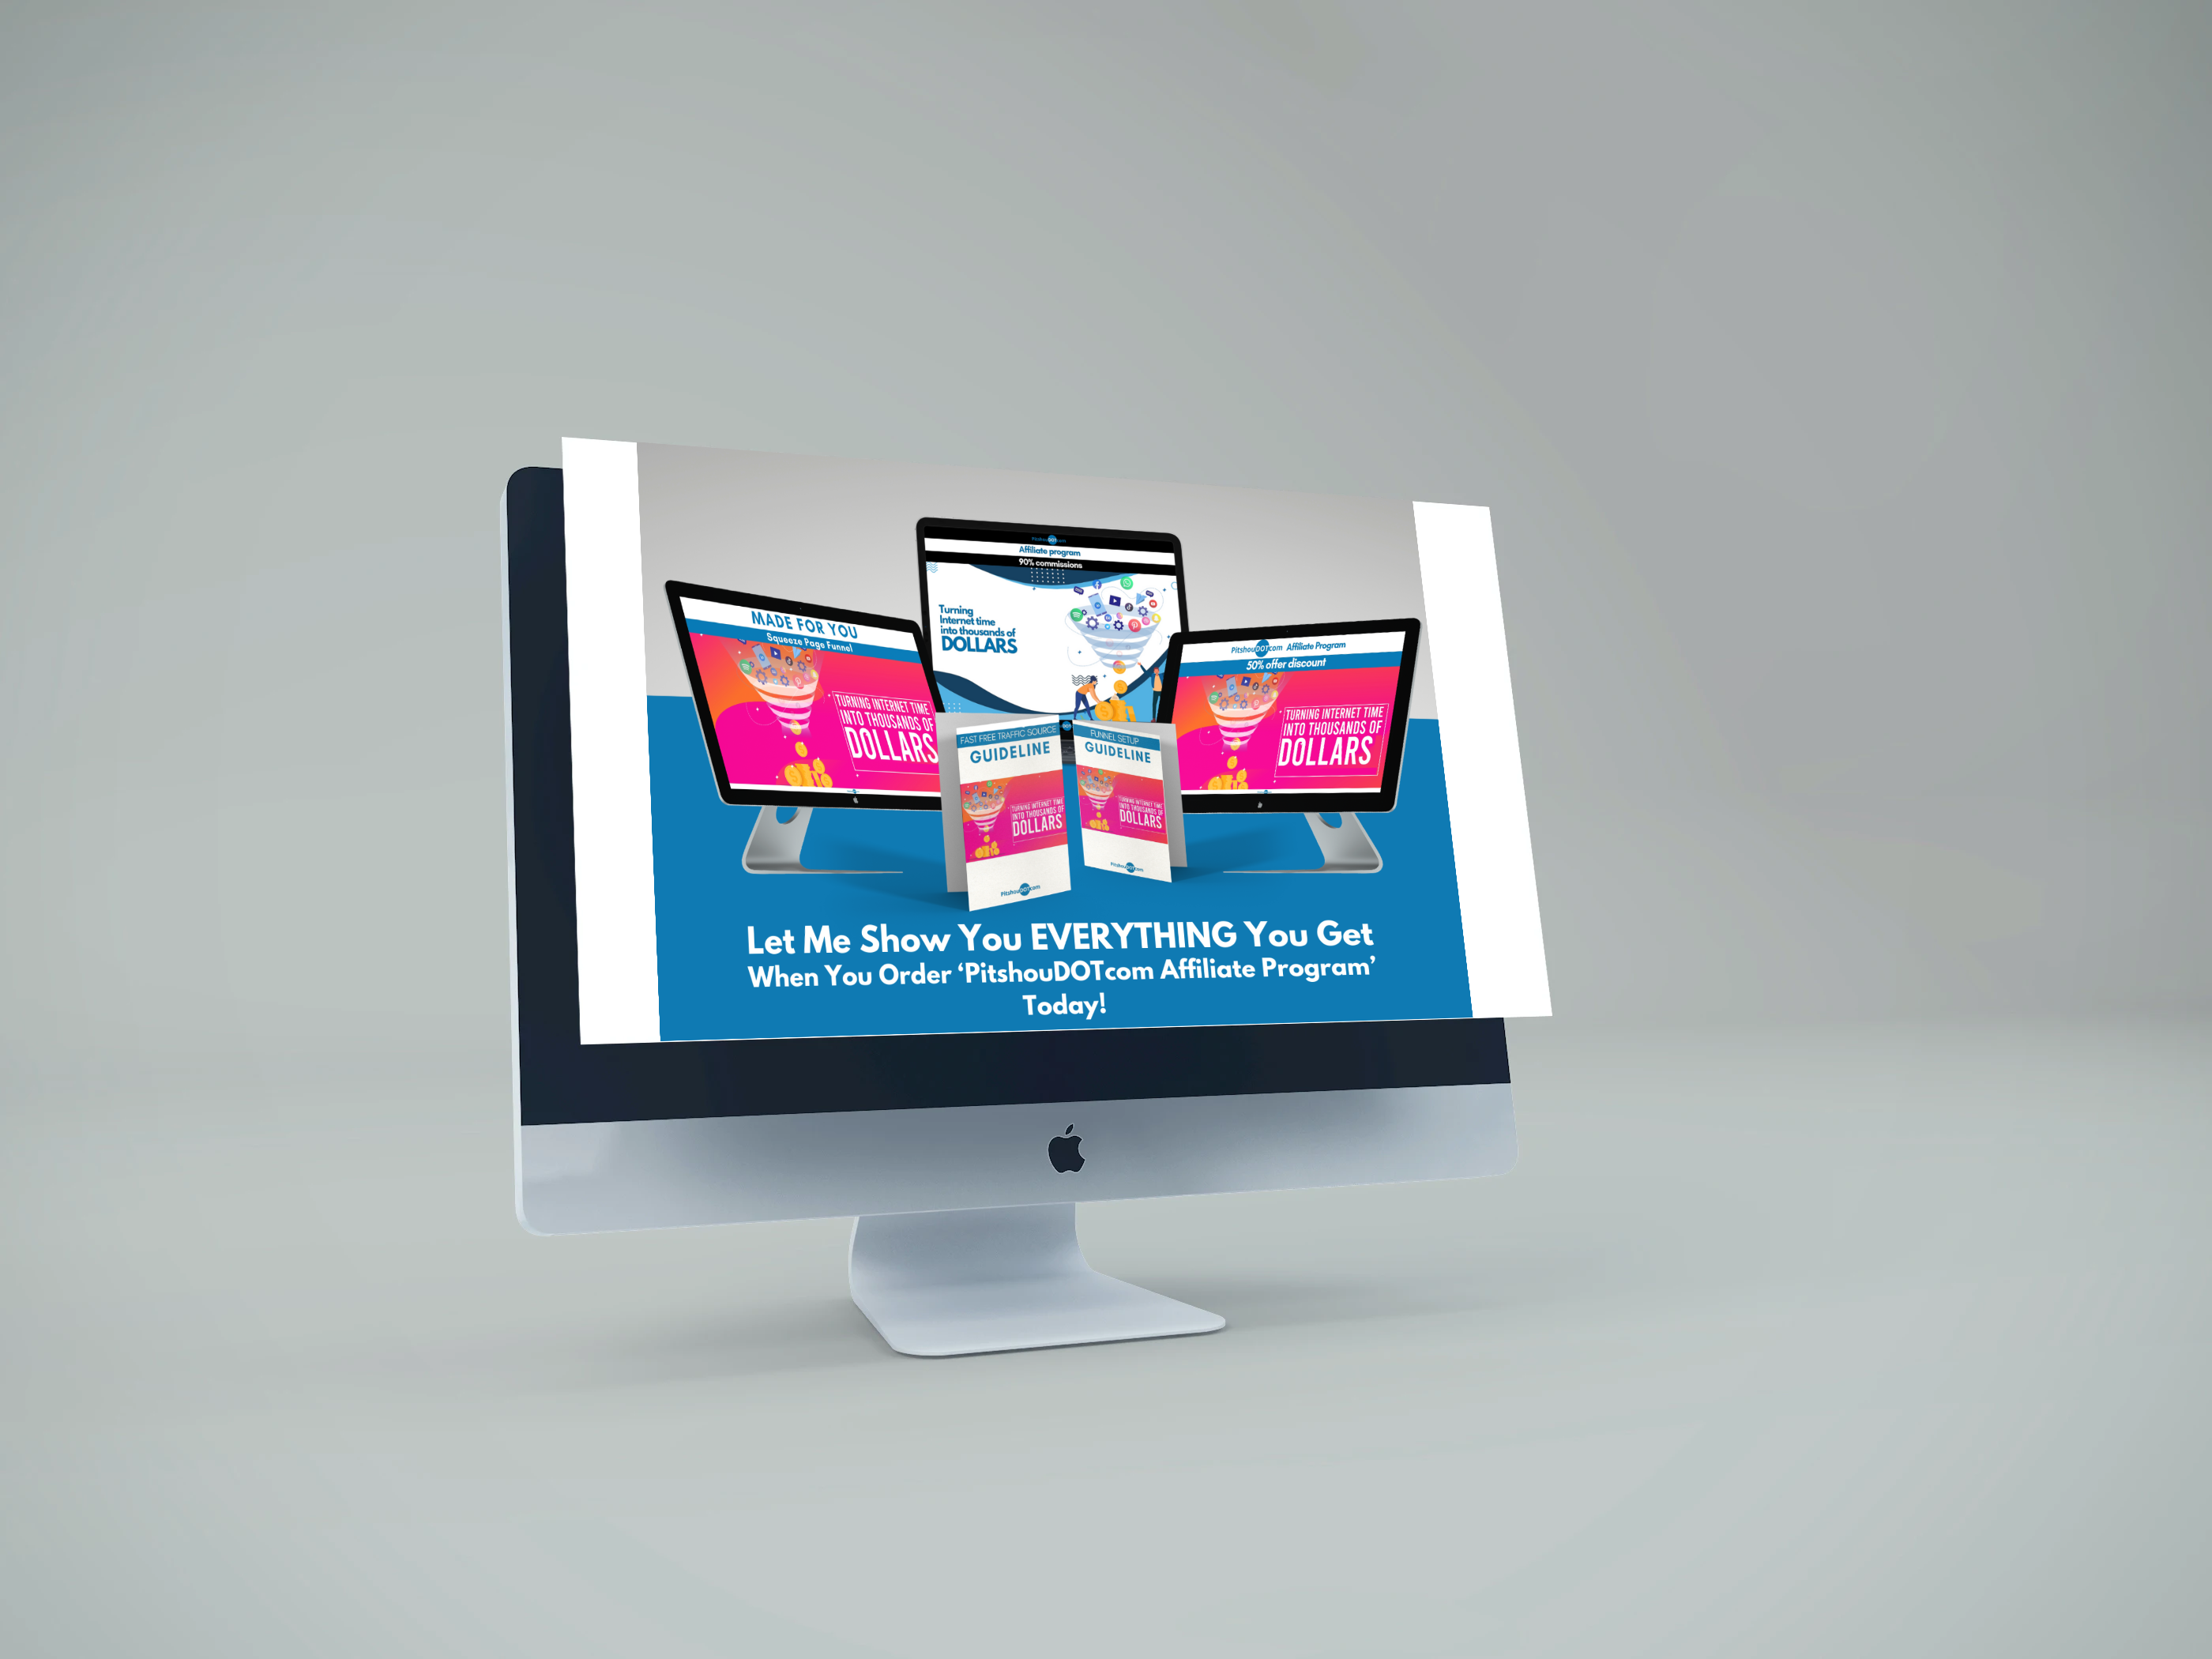 PitshouDOTcom
Affiliate program
90% commissions
Turning
Internet time
into thousands of
DOLLARS
MADE FOR YOU
Squeeze Page Funnel
TURNING INTERNET TIME
INTO THOUSANDS OF
DOLLARS
PitshouDOTcom Affiliate Program
50% offer discount
TURNING INTERNET TIME
INTO THOUSANDS OF
DOLLARS
FAST FREE TRAFFIC SOURCE
GUIDELINE
TURNING INTERNET TIME
INTO THOUSANDS OF
DOLLARS
PitshouDOTcom
FUNNEL SETUP
GUIDELINE
TURNING INTERNET TIME
INTO THOUSANDS OF
DOLLARS
PitshouDOTcom
Let Me Show You EVERYTHING You Get
When You Order ‘PitshouDOTcom Affiliate Program’
Today!